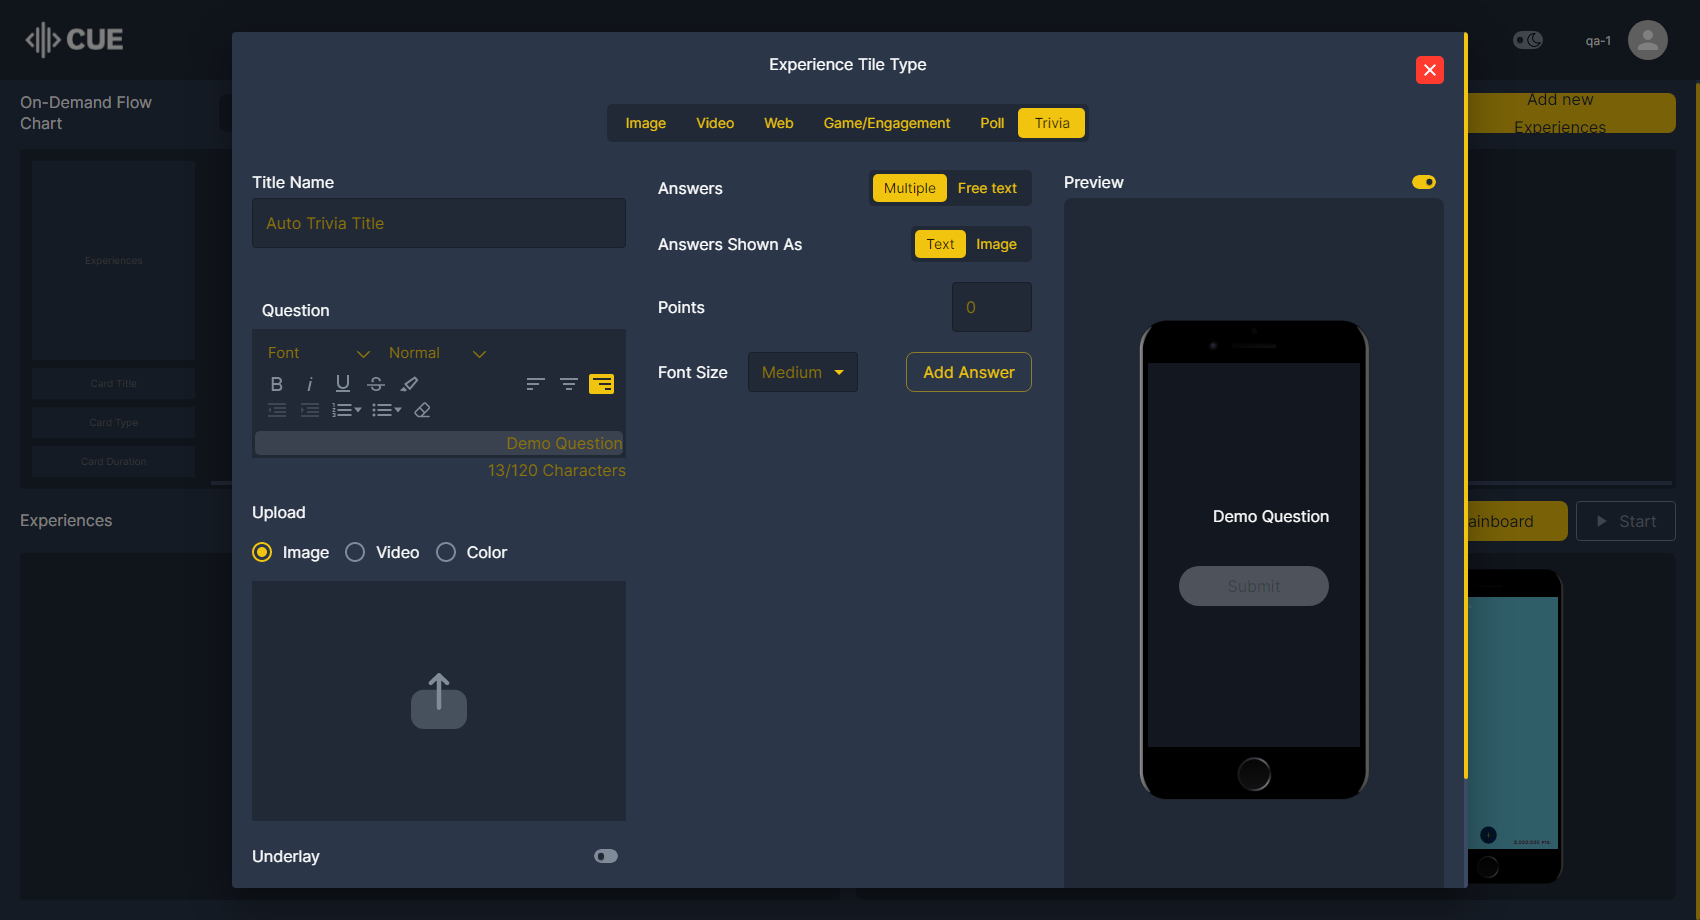 CUE
qa-1
On-Demand Flow
Chart
Add new
Experiences
Experiences
Card Title
Card Type
Card Duration
Experiences
ainboard
Start
Experience Tile Type
Image Video Web Game/Engagement Poll Trivia
Title Name
Auto Trivia Title
Question
Font Normal
Demo Question
13/120 Characters
Upload
Image Video Color
Underlay
Answers Multiple Free text
Answers Shown As Text Image
Points 0
Font Size Medium Add Answer
Preview
Demo Question
Submit